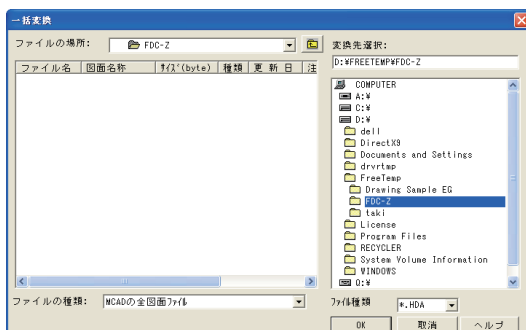 一括変換
ファイルの場所: FDC-Z
ファイル名 図面名称 ｻｲｽﾞ(byte) 種類 更 新 日 注
ファイルの種類: MCADの全図面ﾌｧｲﾙ
変換先選択:
D:¥FREETEMP¥FDC-Z
COMPUTER
A:¥
C:¥
D:¥
dell
DirectX9
Documents and Settings
drvrtmp
FreeTemp
Drawing Sample EG
FDC-Z
taki
License
Program Files
RECYCLER
System Volume Information
WINDOWS
Q:¥
ﾌｧｲﾙ種類 *.HDA
OK 取消 ヘルプ